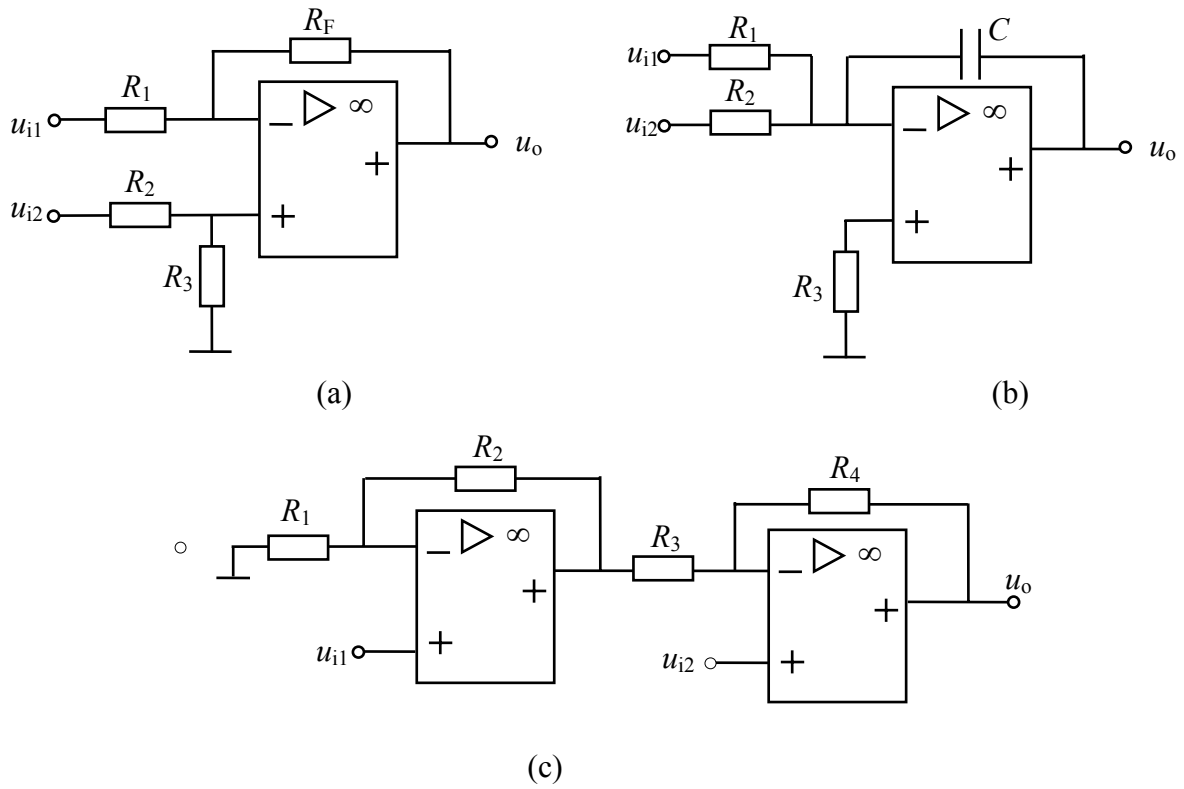 R_F
R_1
u_i1
− ▷ ∞
+
u_o
R_2
u_i2
+
R_3
(a)
R_1
C
u_i1
R_2
u_i2
− ▷ ∞
+
u_o
+
R_3
(b)
R_2
R_4
R_1
− ▷ ∞
R_3
− ▷ ∞
+
u_o
+
+
u_i1
u_i2
+
(c)